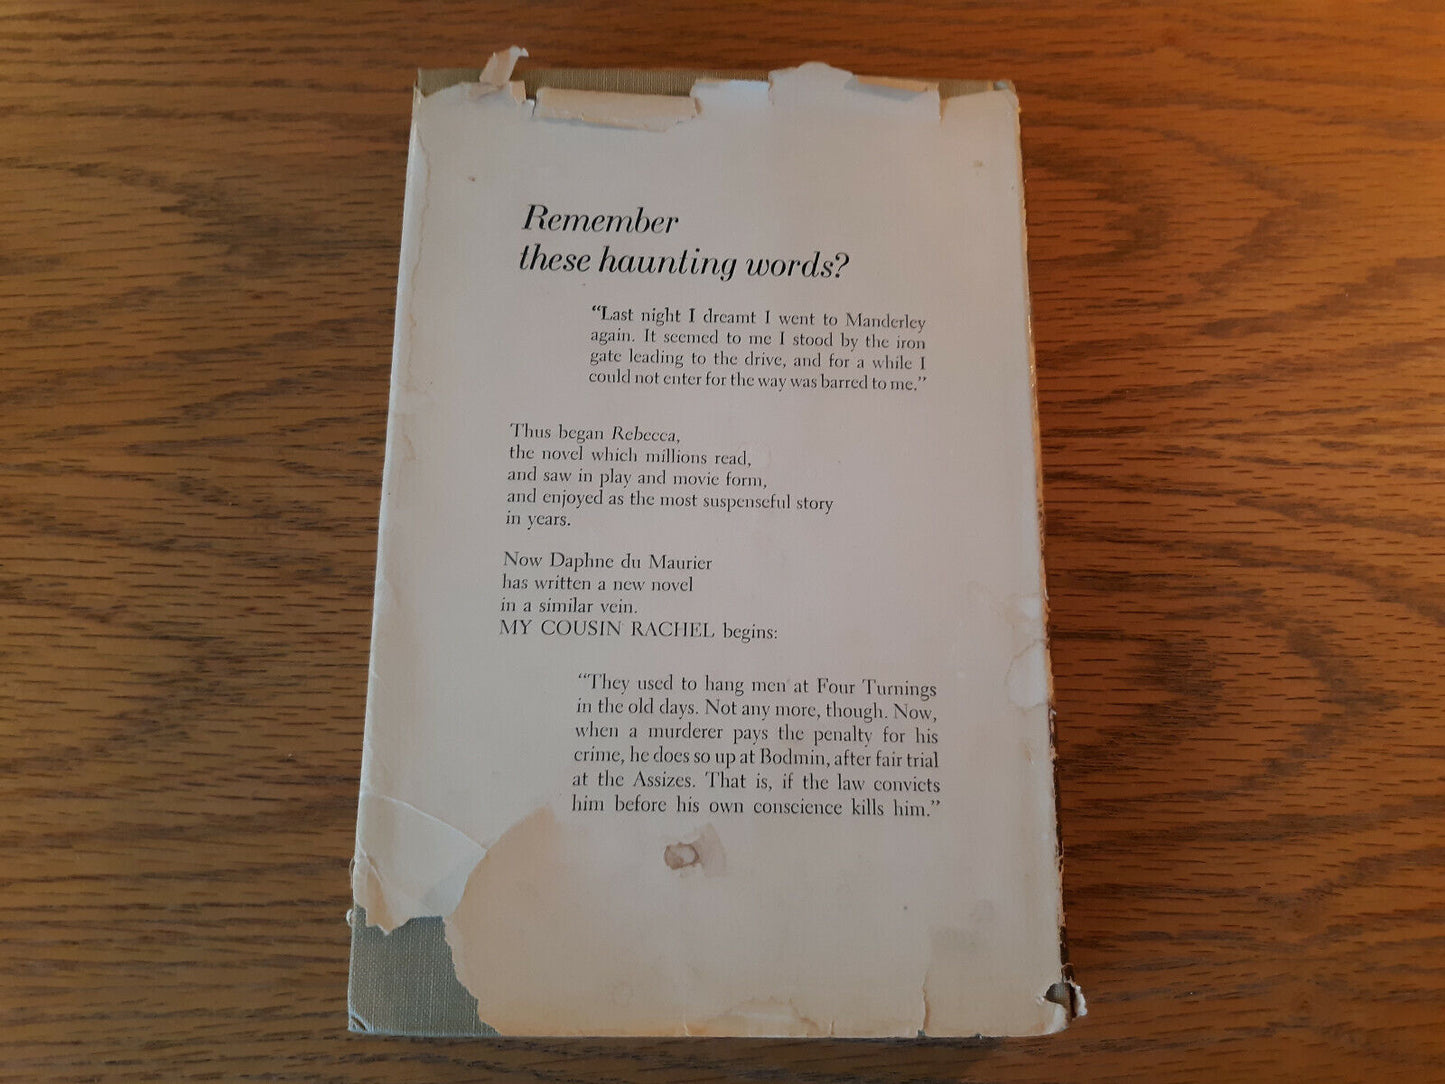 Remember
these haunting words?
“Last night I dreamt I went to Manderley
again. It seemed to me I stood by the iron
gate leading to the drive, and for a while I
could not enter for the way was barred to me.”
Thus began Rebecca,
the novel which millions read,
and saw in play and movie form,
and enjoyed as the most suspenseful story
in years.
Now Daphne du Maurier
has written a new novel
in a similar vein.
MY COUSIN RACHEL begins:
“They used to hang men at Four Turnings
in the old days. Not any more, though. Now,
when a murderer pays the penalty for his
crime, he does so up at Bodmin, after fair trial
at the Assizes. That is, if the law convicts
him before his own conscience kills him.”